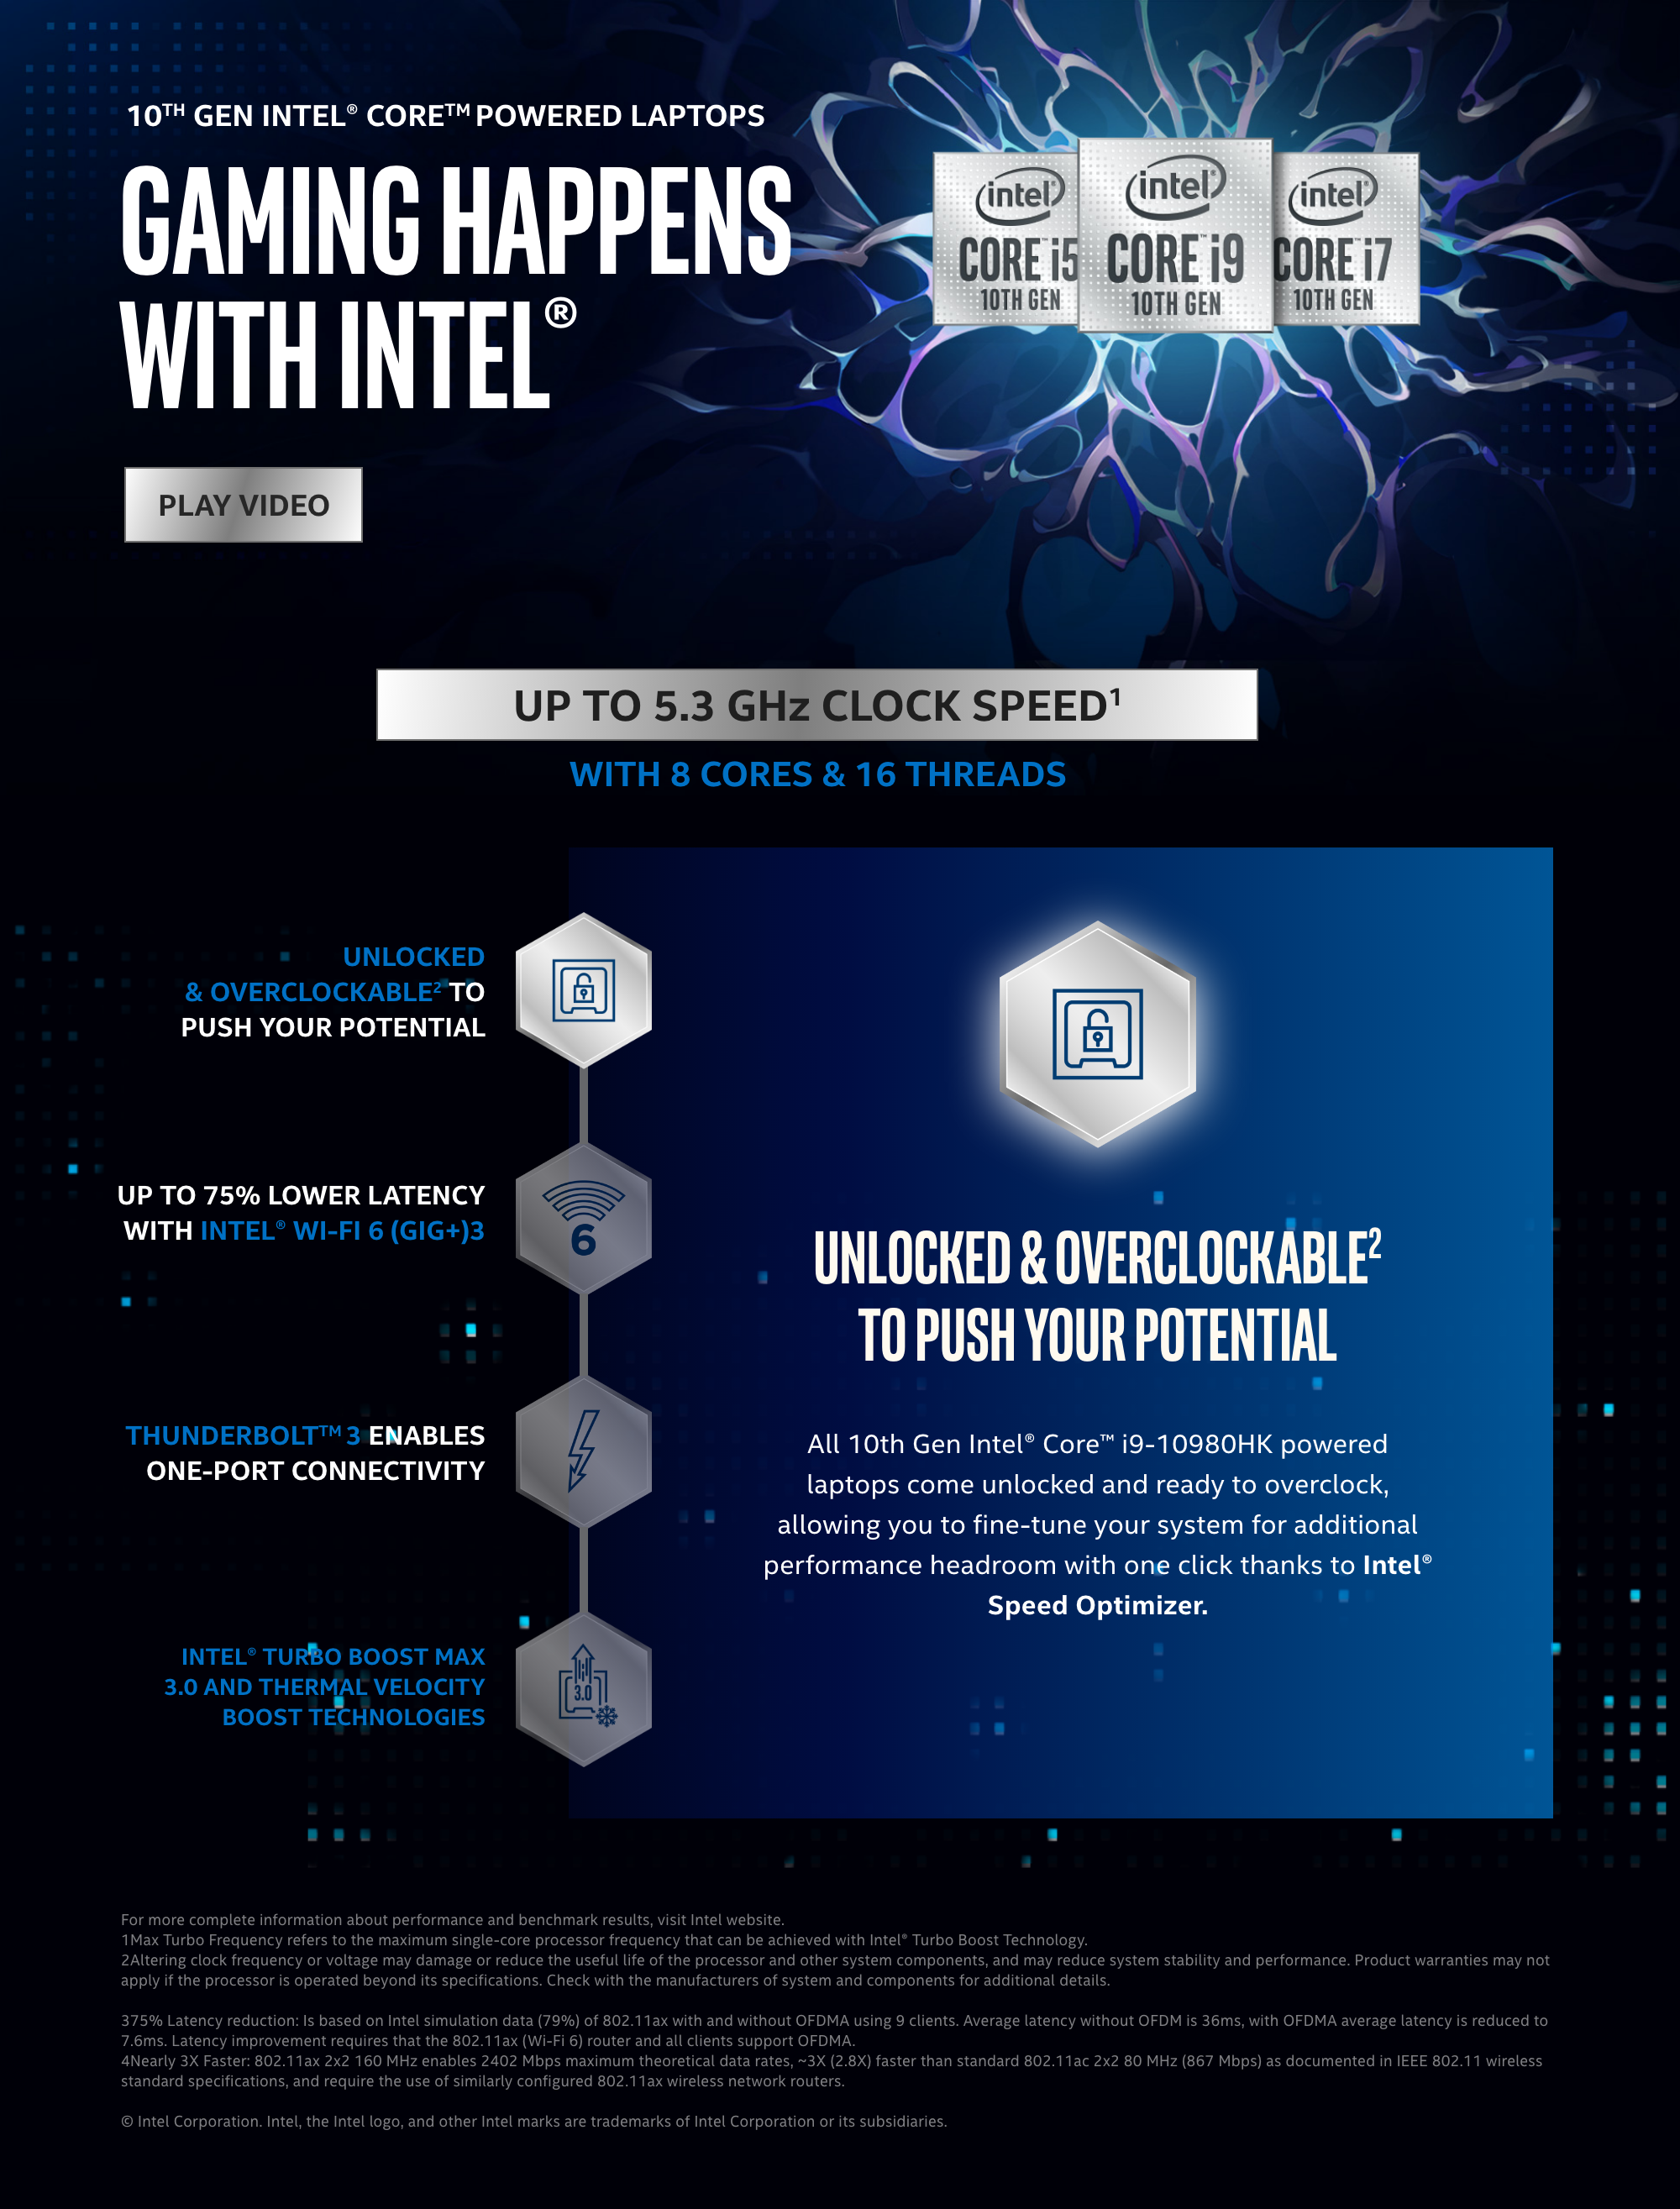 10TH GEN INTEL® CORE™ POWERED LAPTOPS
GAMING HAPPENS
WITH INTEL®
intel®
CORE™ i5
10TH GEN
intel®
CORE™ i9
10TH GEN
intel®
CORE™ i7
10TH GEN
PLAY VIDEO
UP TO 5.3 GHz CLOCK SPEED¹
WITH 8 CORES & 16 THREADS
UNLOCKED
& OVERCLOCKABLE² TO
PUSH YOUR POTENTIAL
UP TO 75% LOWER LATENCY
WITH INTEL® WI-FI 6 (GIG+)3
6
THUNDERBOLT™ 3 ENABLES
ONE-PORT CONNECTIVITY
INTEL® TURBO BOOST MAX
3.0 AND THERMAL VELOCITY
BOOST TECHNOLOGIES
3.0
UNLOCKED & OVERCLOCKABLE²
TO PUSH YOUR POTENTIAL
All 10th Gen Intel® Core™ i9-10980HK powered
laptops come unlocked and ready to overclock,
allowing you to fine-tune your system for additional
performance headroom with one click thanks to Intel®
Speed Optimizer.
For more complete information about performance and benchmark results, visit Intel website.
1Max Turbo Frequency refers to the maximum single-core processor frequency that can be achieved with Intel® Turbo Boost Technology.
2Altering clock frequency or voltage may damage or reduce the useful life of the processor and other system components, and may reduce system stability and performance. Product warranties may not
apply if the processor is operated beyond its specifications. Check with the manufacturers of system and components for additional details.
375% Latency reduction: Is based on Intel simulation data (79%) of 802.11ax with and without OFDMA using 9 clients. Average latency without OFDM is 36ms, with OFDMA average latency is reduced to
7.6ms. Latency improvement requires that the 802.11ax (Wi-Fi 6) router and all clients support OFDMA.
4Nearly 3X Faster: 802.11ax 2x2 160 MHz enables 2402 Mbps maximum theoretical data rates, ~3X (2.8X) faster than standard 802.11ac 2x2 80 MHz (867 Mbps) as documented in IEEE 802.11 wireless
standard specifications, and require the use of similarly configured 802.11ax wireless network routers.
© Intel Corporation. Intel, the Intel logo, and other Intel marks are trademarks of Intel Corporation or its subsidiaries.